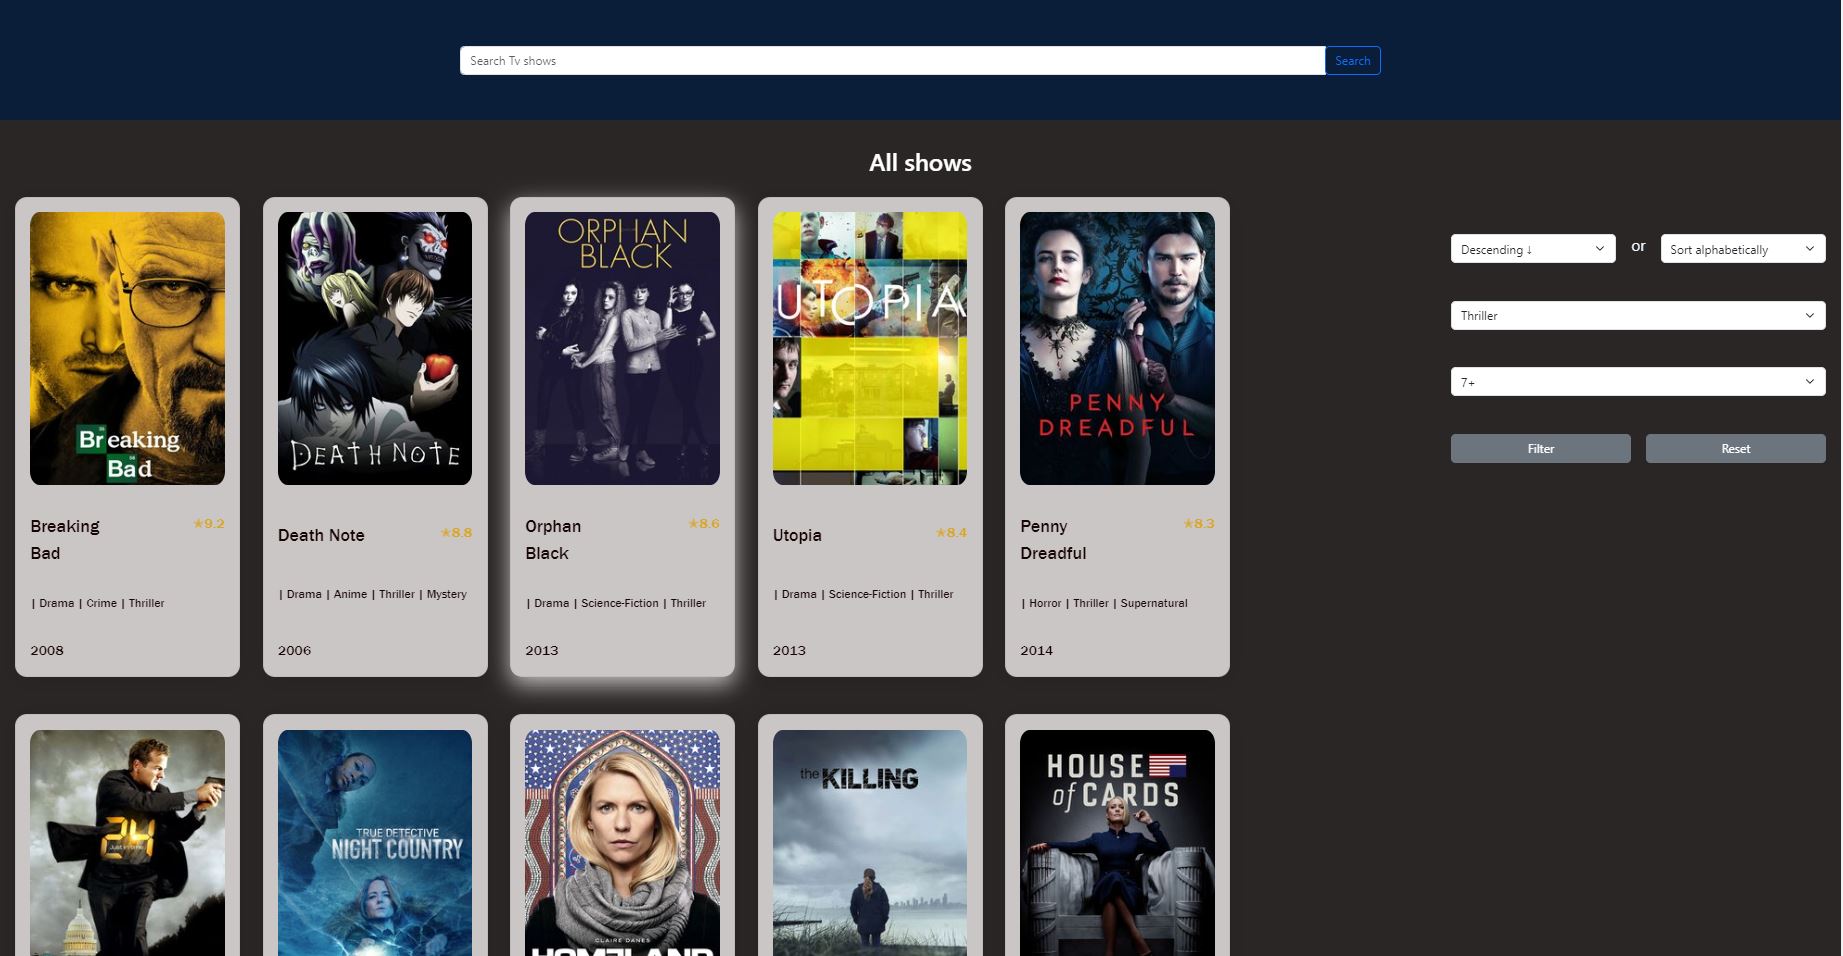 Search Tv shows
Search
All shows
Descending ↓
or
Sort alphabetically
Thriller
7+
Filter
Reset
ORPHAN
BLACK
UTOPIA
PENNY
DREADFUL
Breaking
Bad
DEATH NOTE
Breaking
Bad
★9.2
| Drama | Crime | Thriller
2008
Death Note
★8.8
| Drama | Anime | Thriller | Mystery
2006
Orphan
Black
★8.6
| Drama | Science-Fiction | Thriller
2013
Utopia
★8.4
| Drama | Science-Fiction | Thriller
2013
Penny
Dreadful
★8.3
| Horror | Thriller | Supernatural
2014
24
Just in time
TRUE DETECTIVE
NIGHT COUNTRY
CLAIRE DANES
HOMELAND
the KILLING
HOUSE
of CARDS